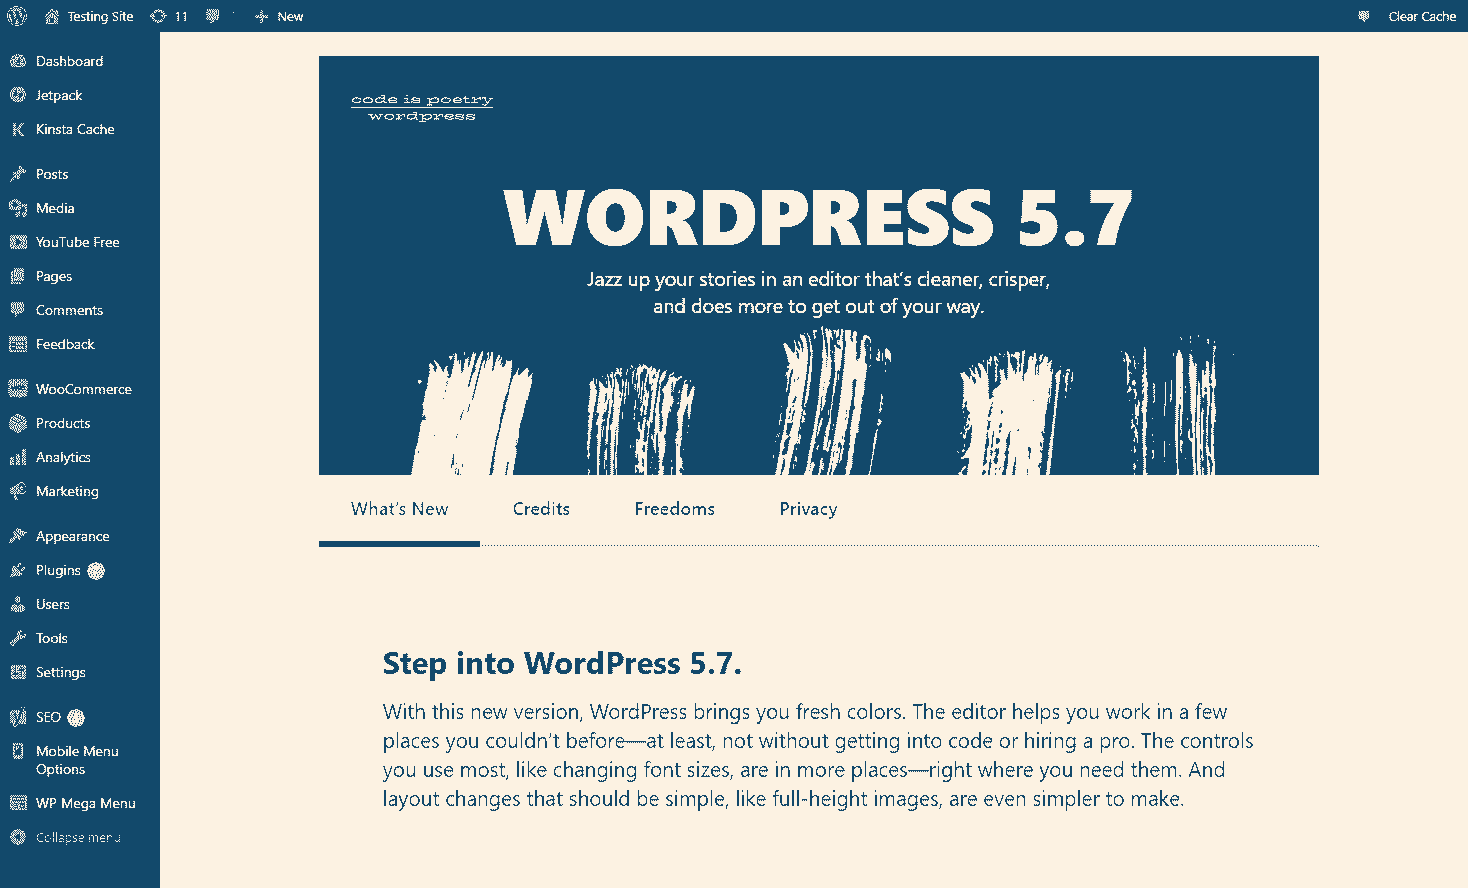 Testing Site 11 New Clear Cache
Dashboard
Jetpack
Kinsta Cache
Posts
Media
YouTube Free
Pages
Comments
Feedback
WooCommerce
Products
Analytics
Marketing
Appearance
Plugins
Users
Tools
Settings
SEO
Mobile Menu
Options
WP Mega Menu
Collapse menu
code is poetry
wordpress
WORDPRESS 5.7
Jazz up your stories in an editor that's cleaner, crisper,
and does more to get out of your way.
What's New Credits Freedoms Privacy
Step into WordPress 5.7.
With this new version, WordPress brings you fresh colors. The editor helps you work in a few
places you couldn't before—at least, not without getting into code or hiring a pro. The controls
you use most, like changing font sizes, are in more places—right where you need them. And
layout changes that should be simple, like full-height images, are even simpler to make.